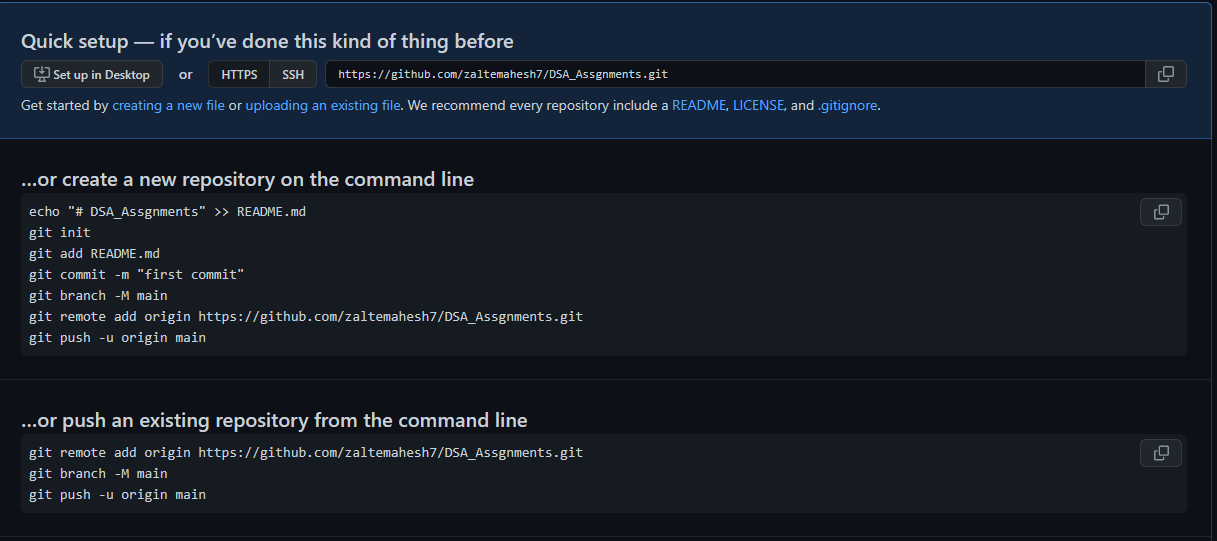 Quick setup — if you’ve done this kind of thing before
Set up in Desktop or HTTPS SSH https://github.com/zaltemahesh7/DSA_Assgnments.git
Get started by creating a new file or uploading an existing file. We recommend every repository include a README, LICENSE, and .gitignore.
…or create a new repository on the command line
echo "# DSA_Assgnments" >> README.md
git init
git add README.md
git commit -m "first commit"
git branch -M main
git remote add origin https://github.com/zaltemahesh7/DSA_Assgnments.git
git push -u origin main
…or push an existing repository from the command line
git remote add origin https://github.com/zaltemahesh7/DSA_Assgnments.git
git branch -M main
git push -u origin main